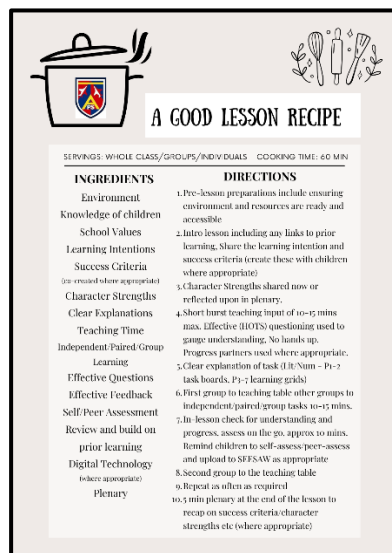 A GOOD LESSON RECIPE
SERVINGS: WHOLE CLASS/GROUPS/INDIVIDUALS COOKING TIME: 60 MIN
INGREDIENTS
Environment
Knowledge of children
School Values
Learning Intentions
Success Criteria
(co-created where appropriate)
Character Strengths
Clear Explanations
Teaching Time
Independent/Paired/Group
Learning
Effective Questions
Effective Feedback
Self/Peer Assessment
Review and build on
prior learning
Digital Technology
(where appropriate)
Plenary
DIRECTIONS
1. Pre-lesson preparations include ensuring
environment and resources are ready and
accessible
2. Intro lesson including any links to prior
learning, Share the learning intention and
success criteria (create these with children
where appropriate)
3. Character Strengths shared now or
reflected upon in plenary.
4. Short burst teaching input of 10-15 mins
max. Effective (HOTS) questioning used to
gauge understanding, No hands up.
Progress partners used where appropriate.
5. Clear explanation of task (Lit/Num - P1-2
task boards, P3-7 learning grids)
6. First group to teaching table other groups to
independent/paired/group tasks 10-15 mins.
7. In-lesson check for understanding and
progress, assess on the go, approx 10 mins.
Remind children to self-assess/peer-assess
and upload to SEESAW as appropriate
8. Second group to the teaching table
9. Repeat as often as required
10. 5 min plenary at the end of the lesson to
recap on success criteria/character
strengths etc (where appropriate)